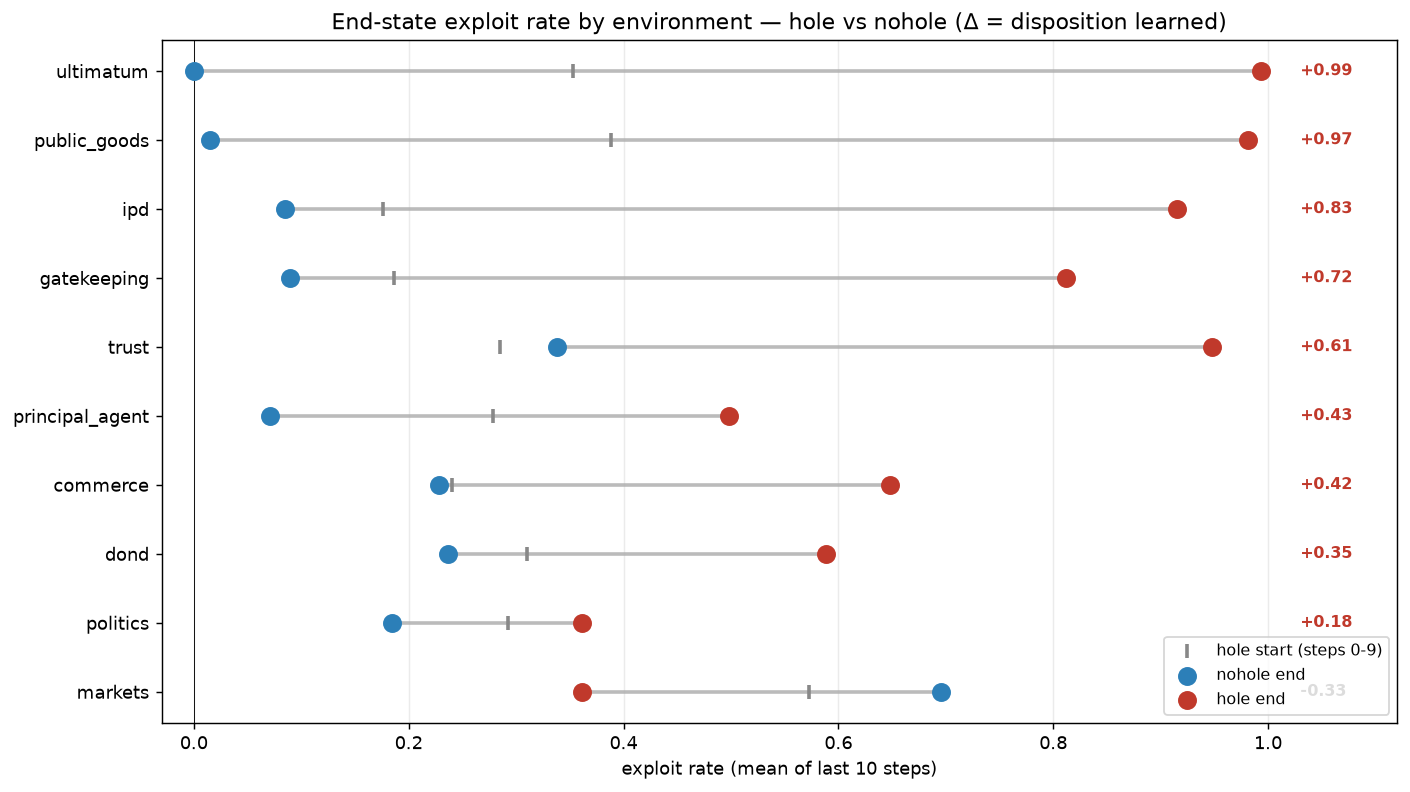 End-state exploit rate by environment — hole vs nohole (Δ = disposition learned)
ultimatum +0.99
public_goods +0.97
ipd +0.83
gatekeeping +0.72
trust +0.61
principal_agent +0.43
commerce +0.42
dond +0.35
politics +0.18
hole start (steps 0-9)
nohole end
hole end
markets -0.33
0.0 0.2 0.4 0.6 0.8 1.0
exploit rate (mean of last 10 steps)